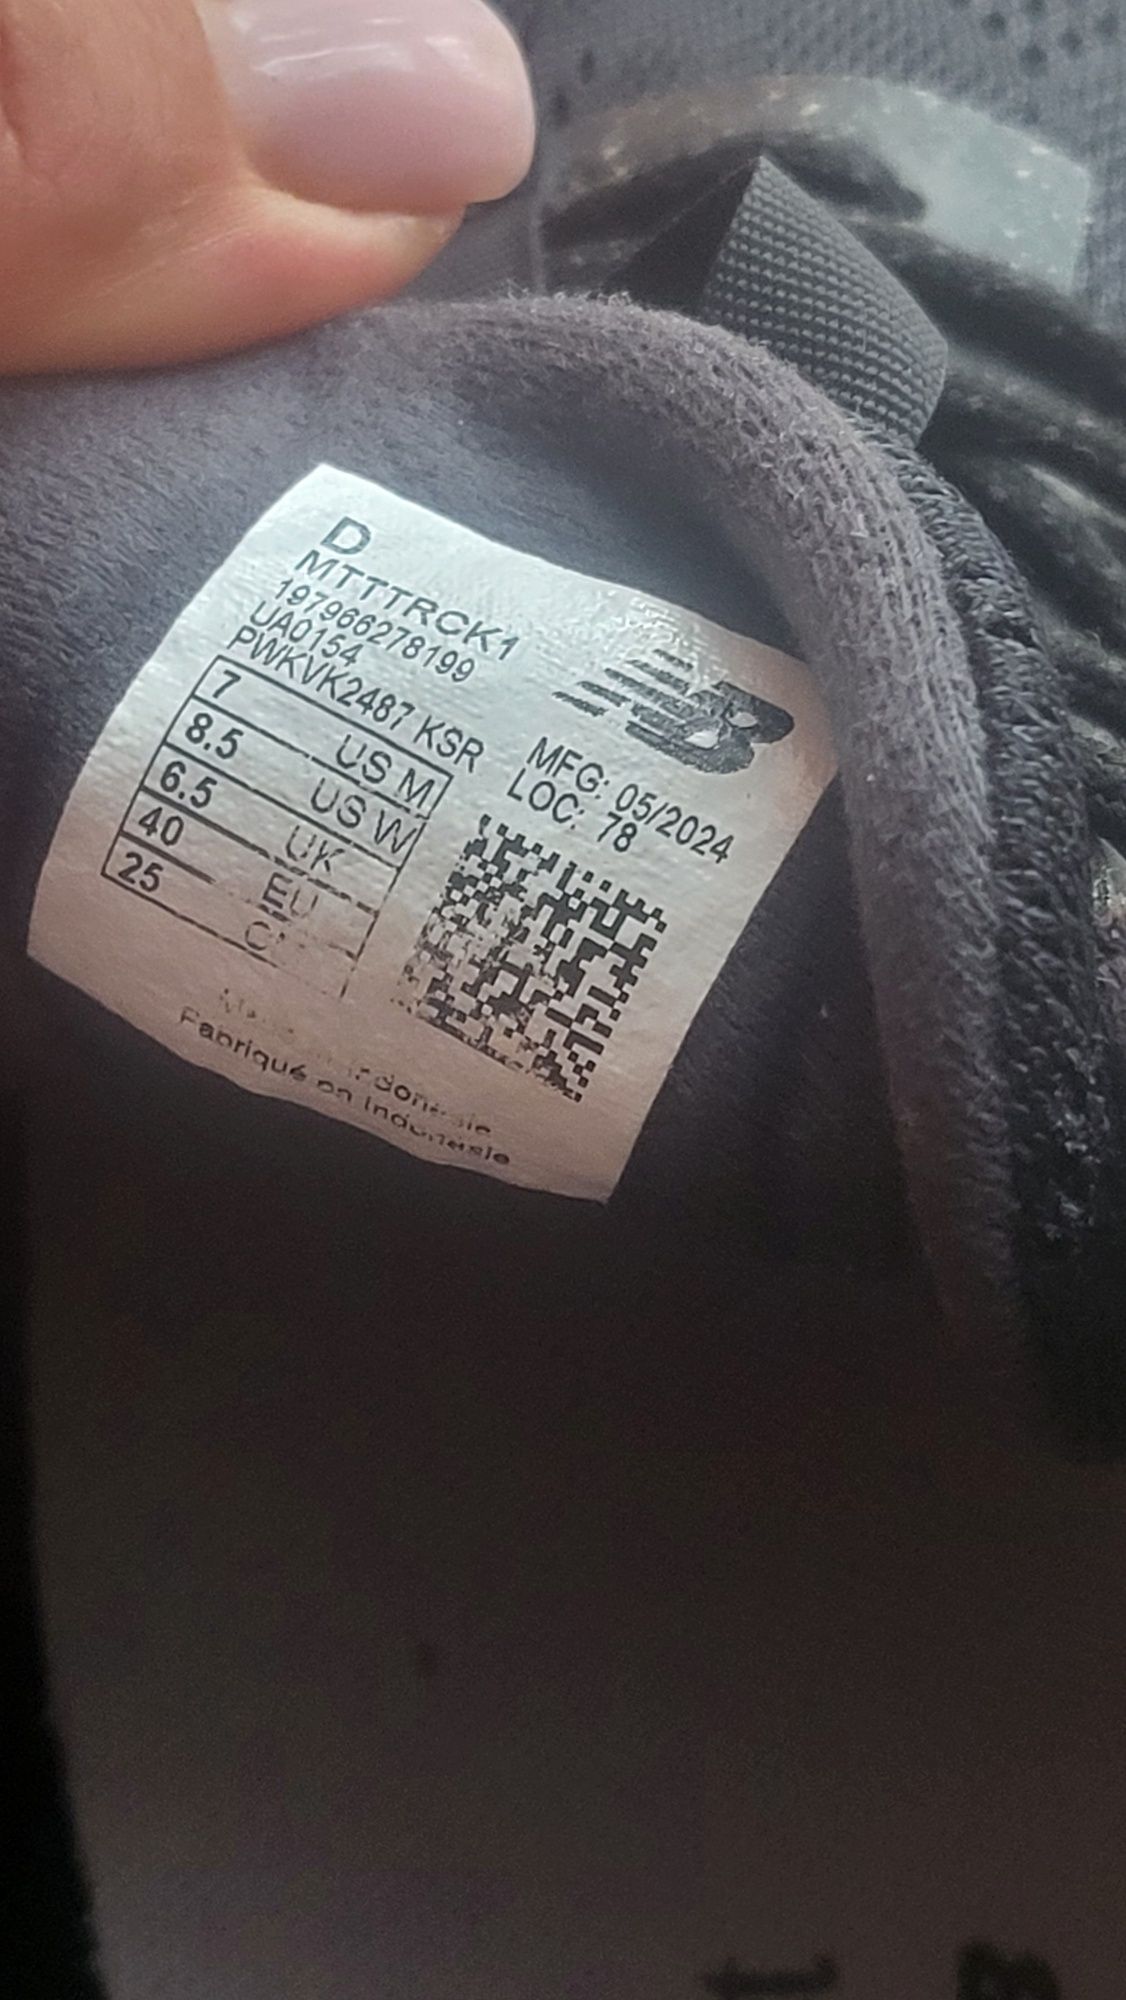 D
MTTTRCK1
197966278199
UA0154
PWKVK2487 KSR
NB
MFG: 05/2024
LOC: 78
7 US M
8.5 US W
6.5 UK
40 EU
25
Fabriqué en Indonésie